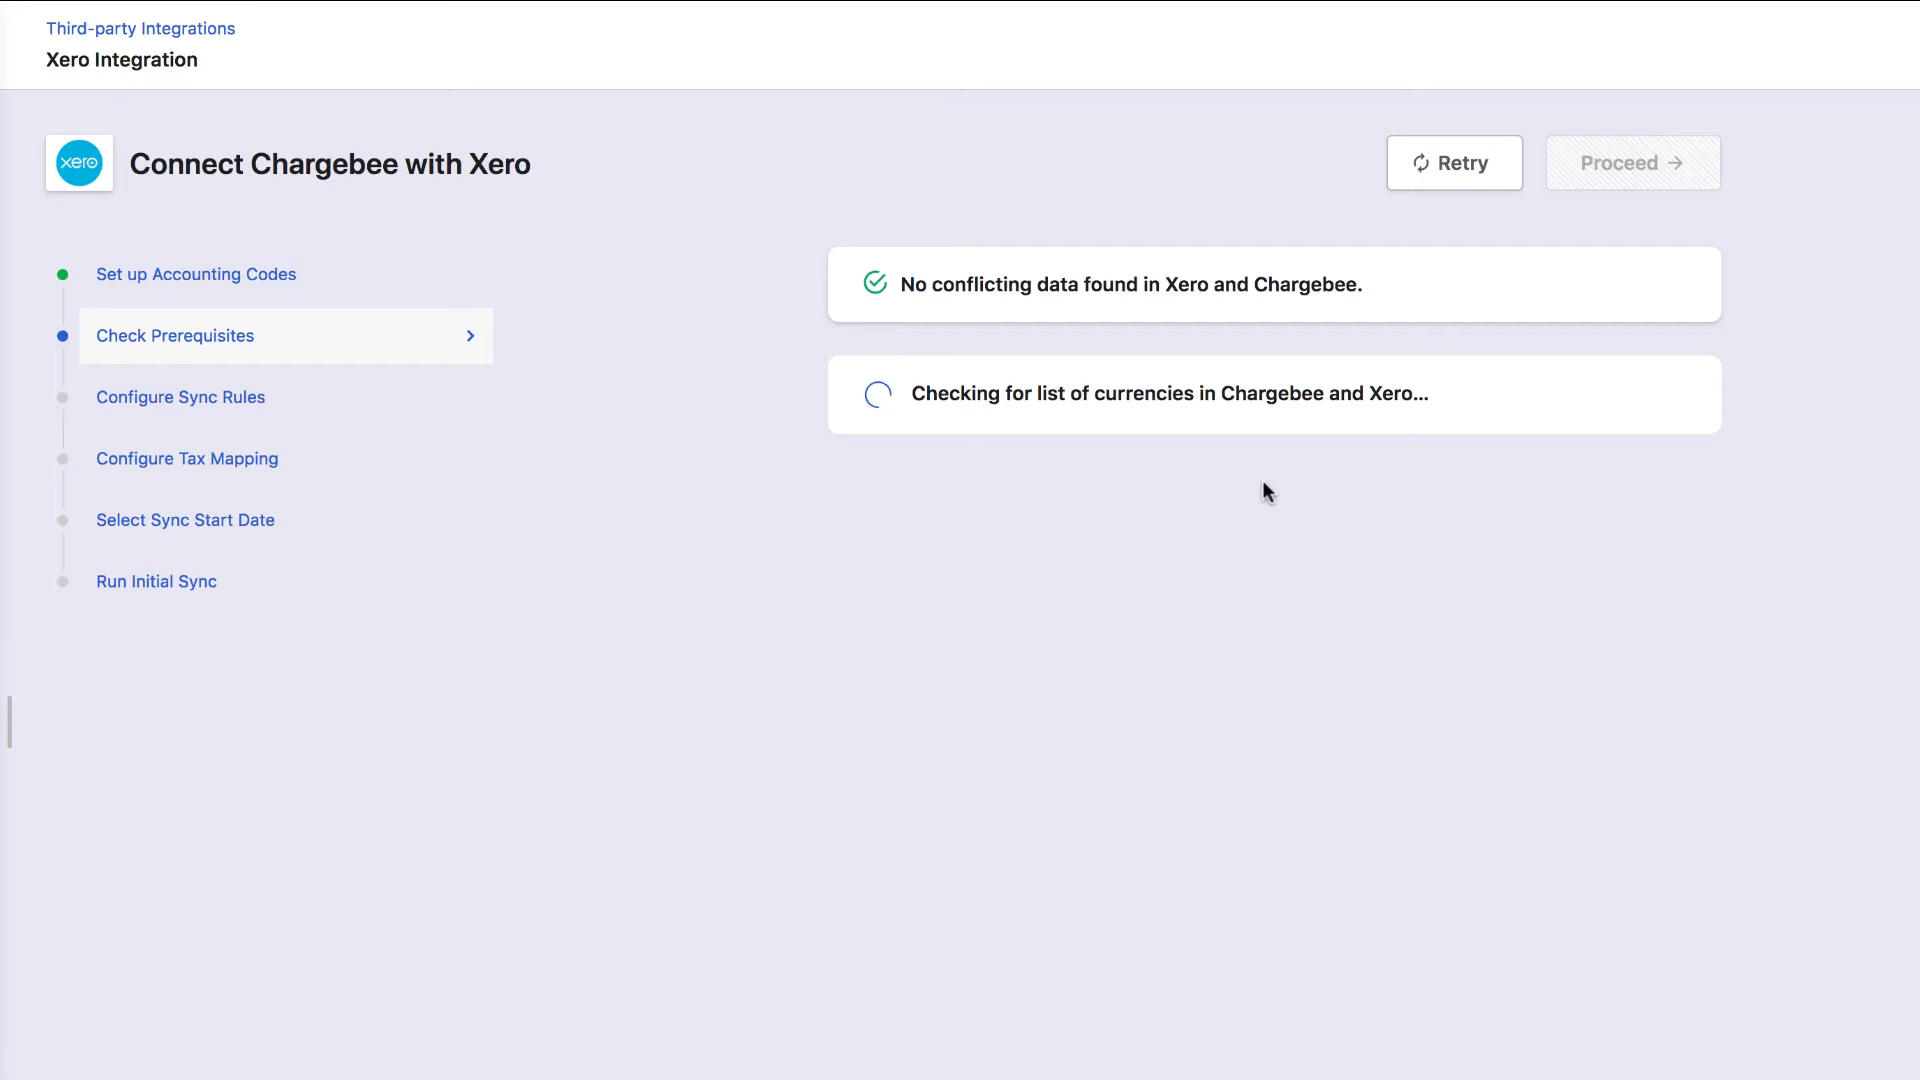 Third-party Integrations
Xero Integration
xero
Connect Chargebee with Xero
Retry
Proceed →
Set up Accounting Codes
Check Prerequisites
Configure Sync Rules
Configure Tax Mapping
Select Sync Start Date
Run Initial Sync
No conflicting data found in Xero and Chargebee.
Checking for list of currencies in Chargebee and Xero...